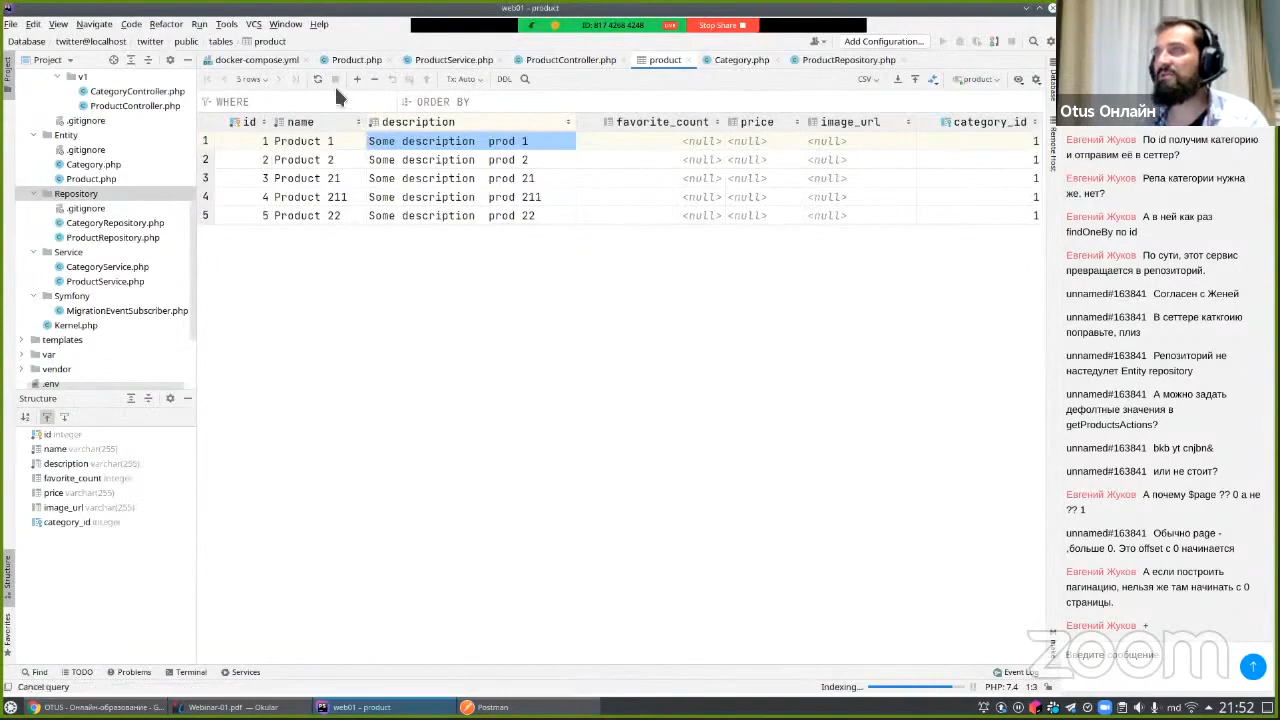 web01 – product
File Edit View Navigate Code Refactor Run Tools VCS Window Help
ID: 817 4268 4248 LIVE Stop Share
Database twitter@localhost twitter public tables product
Add Configuration...
Project
docker-compose.yml Product.php ProductService.php ProductController.php product Category.php ProductRepository.php
5 rows Tx: Auto DDL CSV product
WHERE ORDER BY
id name description favorite_count price image_url category_id
1 1 Product 1 Some description prod 1 <null> <null> <null> 1
2 2 Product 2 Some description prod 2 <null> <null> <null> 1
3 3 Product 21 Some description prod 21 <null> <null> <null> 1
4 4 Product 211 Some description prod 211 <null> <null> <null> 1
5 5 Product 22 Some description prod 22 <null> <null> <null> 1
v1
CategoryController.php
ProductController.php
.gitignore
Entity
.gitignore
Category.php
Product.php
Repository
.gitignore
CategoryRepository.php
ProductRepository.php
Service
CategoryService.php
ProductService.php
Symfony
MigrationEventSubscriber.php
Kernel.php
templates
var
vendor
.env
Structure
id integer
name varchar(255)
description varchar(255)
favorite_count integer
price varchar(255)
image_url varchar(255)
category_id integer
Project
Structure
Favorites
Database
Remote Host
Find TODO Problems Terminal Services Event Log
Cancel query Indexing... PHP: 7.4 1:3
OTUS - Онлайн-образование - G... Webinar-01.pdf — Okular web01 – product Postman
nd 21:52
Otus Онлайн
Евгений Жуков По id получим категорию
и отправим её в сеттер?
Евгений Жуков Репа категории нужна
же, нет?
Евгений Жуков А в ней как раз
findOneBy по id
Евгений Жуков По сути, этот сервис
превращается в репозиторий.
unnamed#163841 Согласен с Женей
unnamed#163841 В сеттере каткгоию
поправьте, плиз
unnamed#163841 Репозиторий не
настедулет Entity repository
unnamed#163841 А можно задать
дефолтные значения в
getProductsActions?
unnamed#163841 bkb yt cnjbn&
unnamed#163841 или не стоит?
Евгений Жуков А почему $page ?? 0 а не
?? 1
unnamed#163841 Обычно page -
,больше 0. Это offset с 0 начинается
Евгений Жуков А если построить
пагинацию, нельзя же там начинать с 0
страницы.
Евгений Жуков +
Введите сообщение
zoom